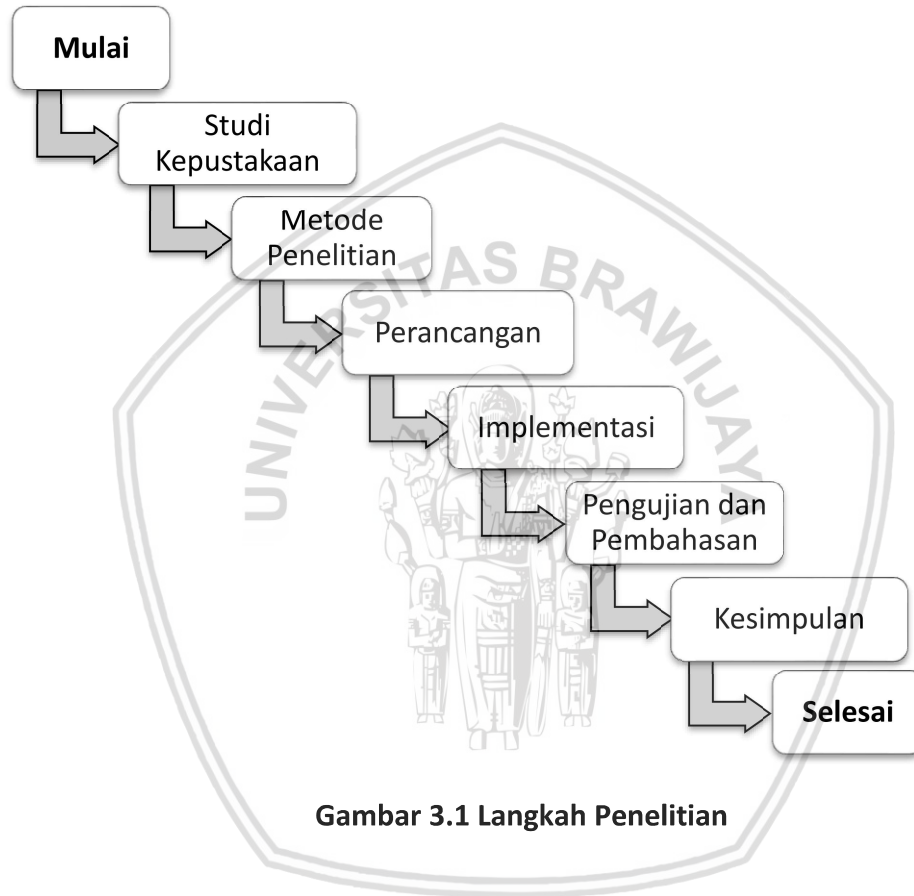 Mulai
Studi
Kepustakaan
Metode
Penelitian
UNIVERSITAS BRAWIJAYA
Perancangan
Implementasi
Pengujian dan
Pembahasan
Kesimpulan
Selesai
Gambar 3.1 Langkah Penelitian